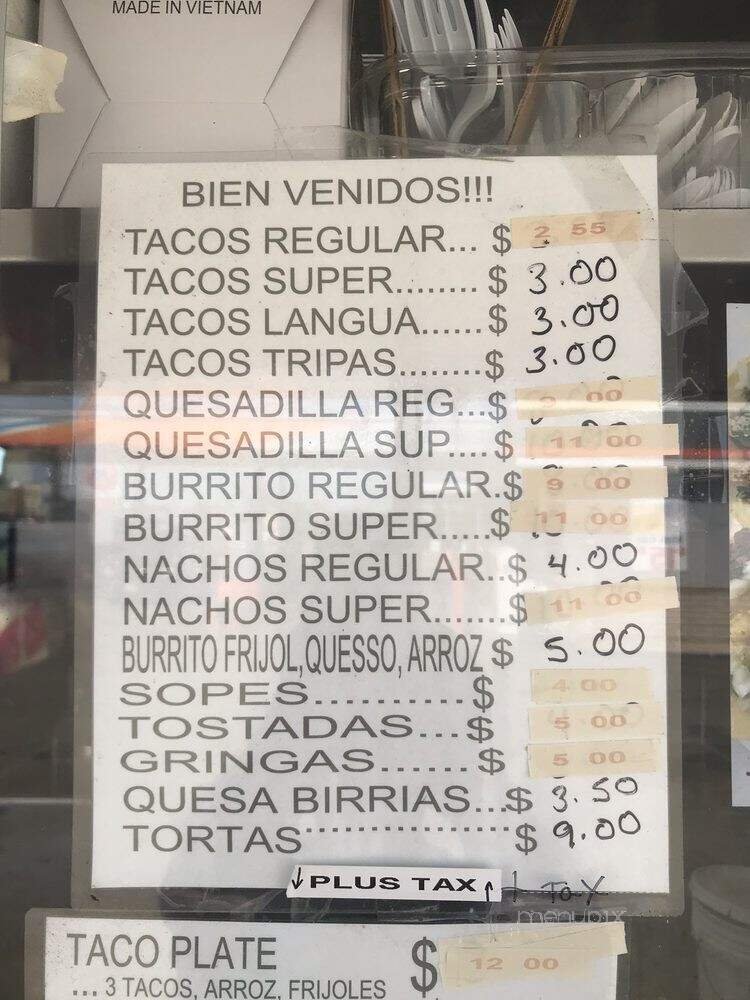 MADE IN VIETNAM
BIEN VENIDOS!!!
TACOS REGULAR... $ 2 55
TACOS SUPER........ $ 3.00
TACOS LANGUA......$ 3.00
TACOS TRIPAS........$ 3.00
QUESADILLA REG...$ 00
QUESADILLA SUP....$ 11 00
BURRITO REGULAR.$ 9 00
BURRITO SUPER.....$ 11 00
NACHOS REGULAR..$ 4.00
NACHOS SUPER.......$ 11 00
BURRITO FRIJOL,QUESSO, ARROZ $ 5.00
SOPES.......... $ 4 00
TOSTADAS...$ 5 00
GRINGAS...... $ 5 00
QUESA BIRRIAS...$ 3.50
TORTAS...............$ 9.00
↓PLUS TAX↑ + TaX
menupix
TACO PLATE $ 12 00
... 3 TACOS, ARROZ, FRIJOLES